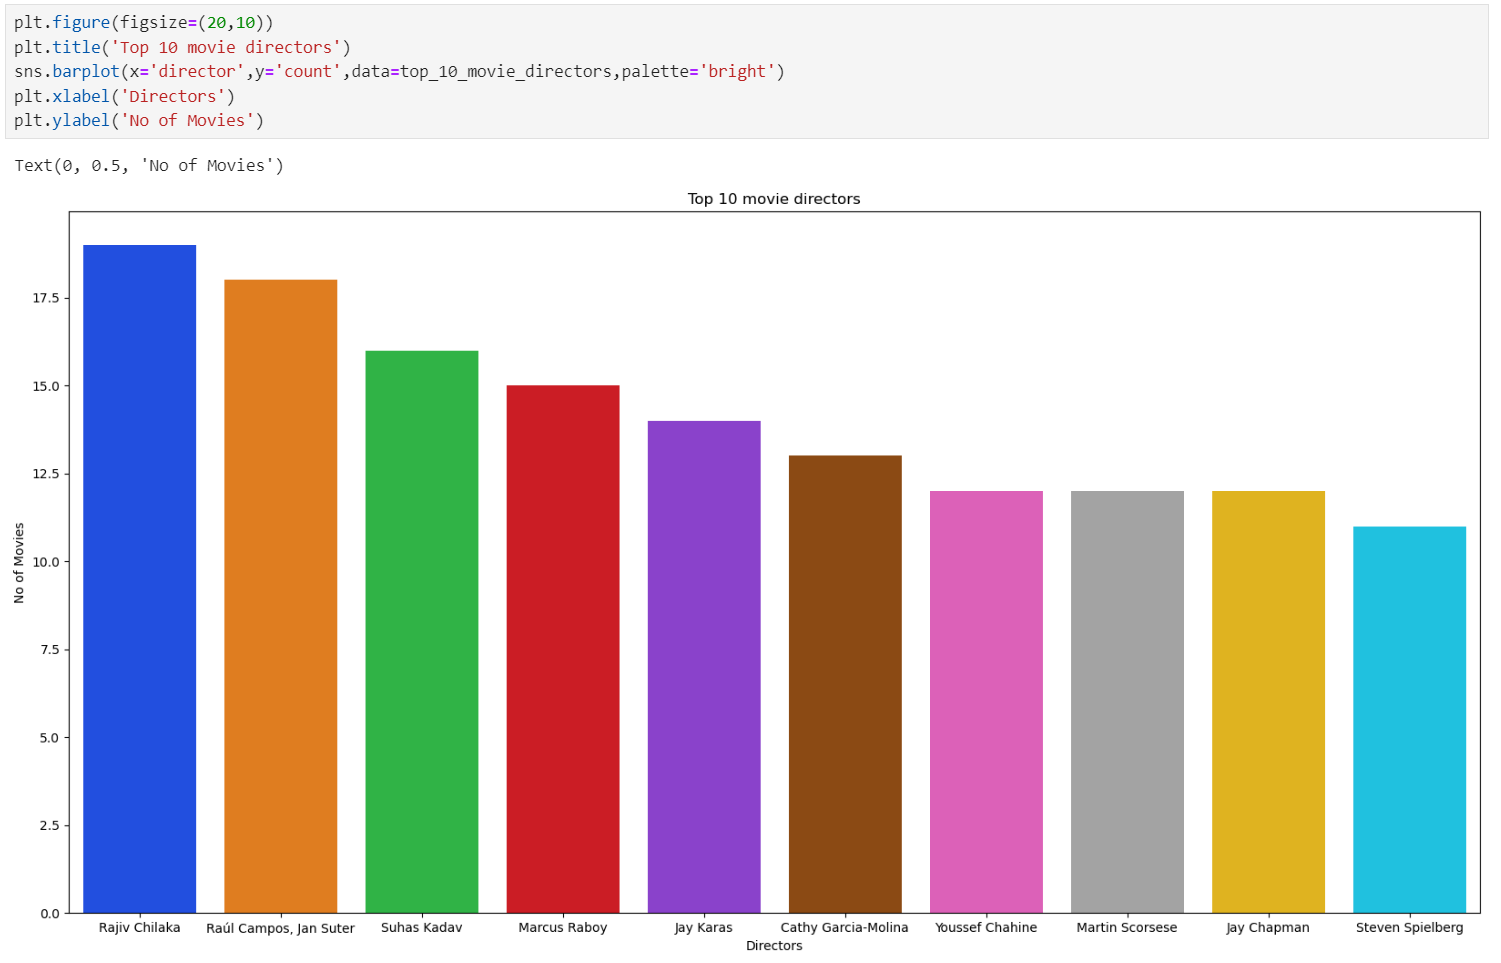 plt.figure(figsize=(20,10))
plt.title('Top 10 movie directors')
sns.barplot(x='director',y='count',data=top_10_movie_directors,palette='bright')
plt.xlabel('Directors')
plt.ylabel('No of Movies')
Text(0, 0.5, 'No of Movies')
Top 10 movie directors
17.5
15.0
12.5
10.0
7.5
5.0
2.5
0.0
No of Movies
Rajiv Chilaka
Raúl Campos, Jan Suter
Suhas Kadav
Marcus Raboy
Jay Karas
Cathy Garcia-Molina
Youssef Chahine
Martin Scorsese
Jay Chapman
Steven Spielberg
Directors